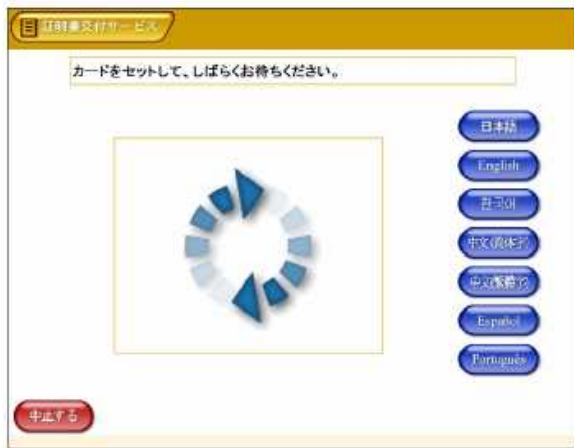 証明書交付サービス
カードをセットして、しばらくお待ちください。
日本語
English
한국어
中文(简体字)
中文(繁體字)
Español
Português
中止する